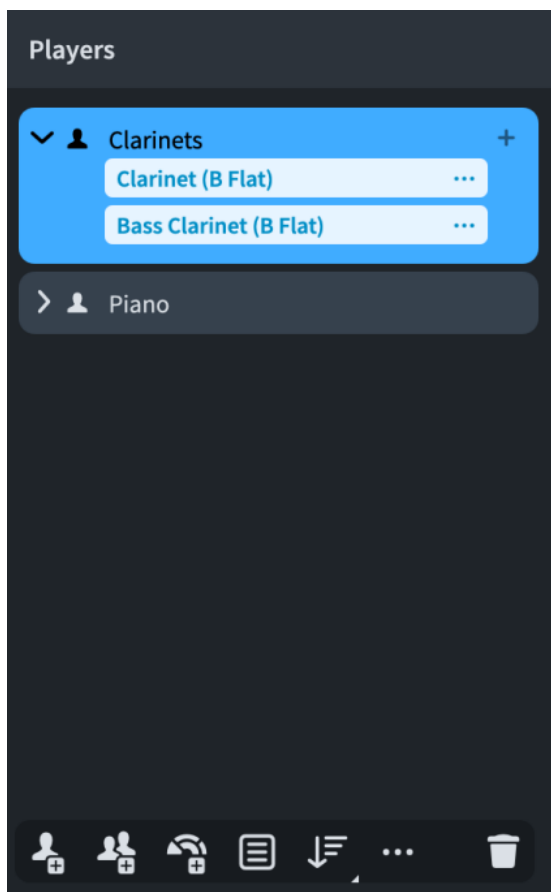 Players
Clarinets
Clarinet (B Flat)
Bass Clarinet (B Flat)
Piano